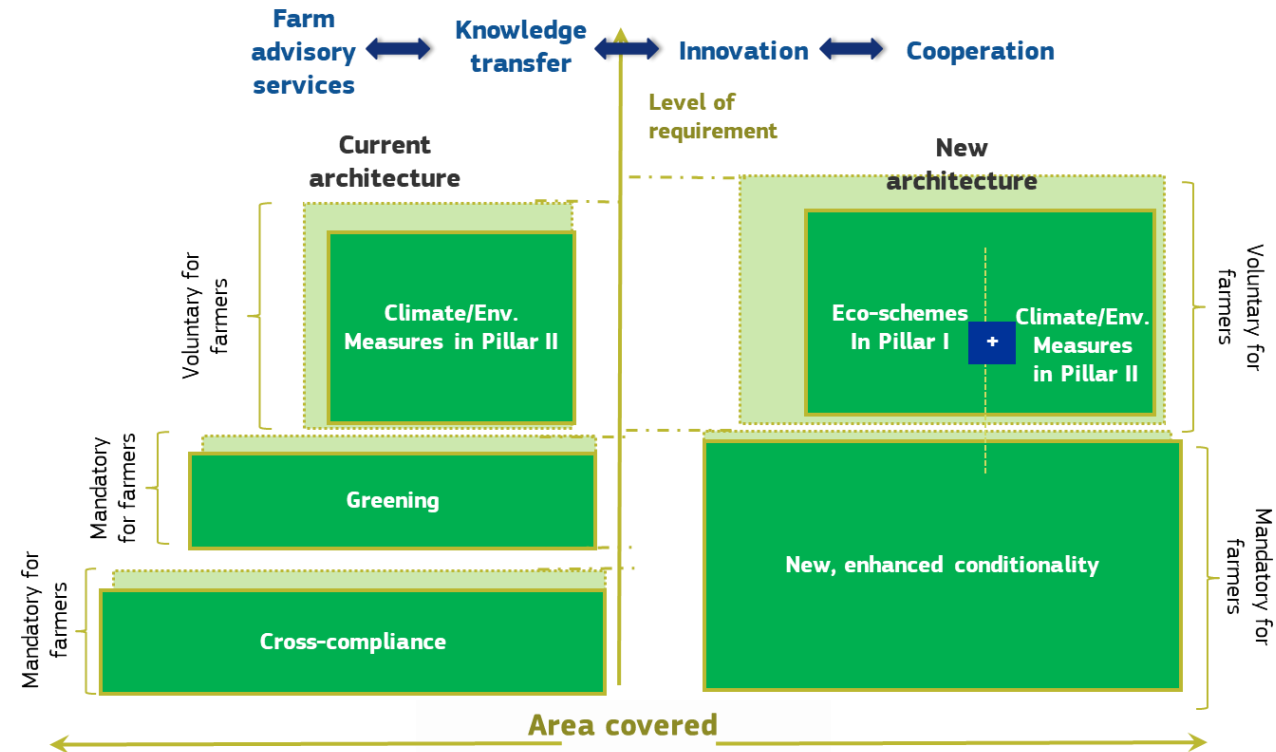 Farm
advisory
services
Knowledge
transfer
Innovation
Cooperation
Level of
requirement
Current
architecture
New
architecture
Voluntary for
farmers
Climate/Env.
Measures in Pillar II
Eco-schemes
In Pillar I
+
Climate/Env.
Measures
in Pillar II
Voluntary for
farmers
Mandatory
for farmers
Greening
New, enhanced conditionality
Mandatory for
farmers
Mandatory for
farmers
Cross-compliance
Area covered